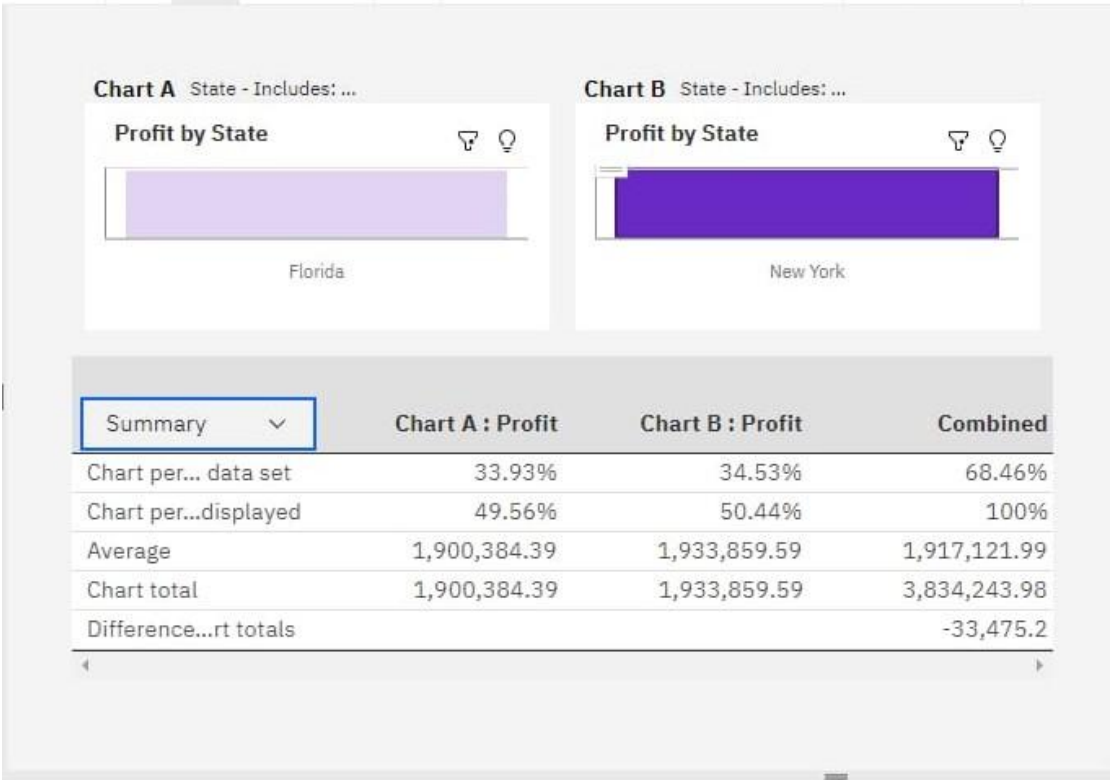 Chart A State - Includes: ...
Chart B State - Includes: ...
Profit by State
Profit by State
Florida
New York
Summary Chart A : Profit Chart B : Profit Combined
Chart per... data set 33.93% 34.53% 68.46%
Chart per...displayed 49.56% 50.44% 100%
Average 1,900,384.39 1,933,859.59 1,917,121.99
Chart total 1,900,384.39 1,933,859.59 3,834,243.98
Difference...rt totals -33,475.2